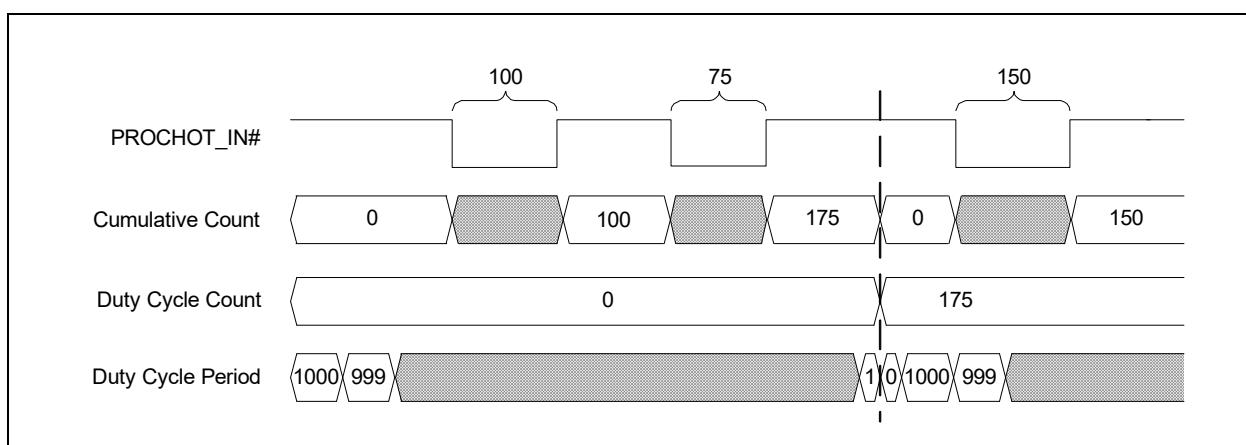 100 75 150
PROCHOT_IN#
Cumulative Count 0 100 175 0 150
Duty Cycle Count 0 175
Duty Cycle Period 1000 999 1 0 1000 999